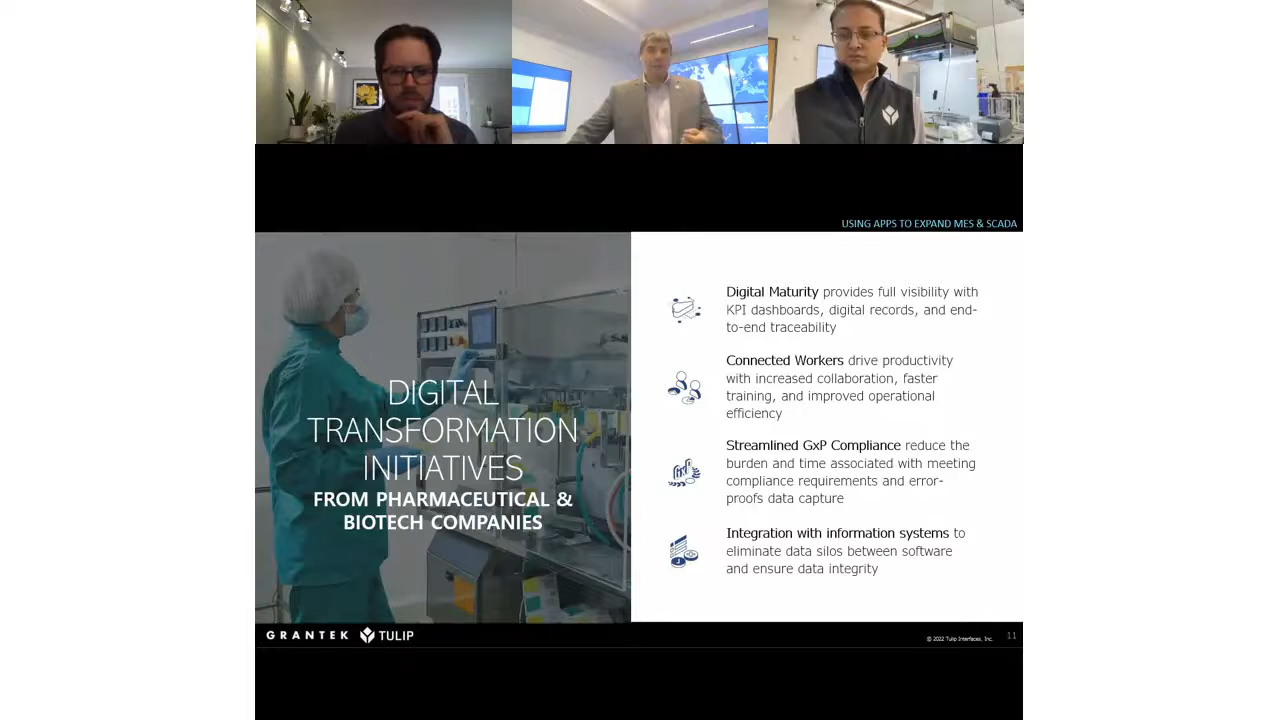 USING APPS TO EXPAND MES & SCADA
DIGITAL
TRANSFORMATION
INITIATIVES
FROM PHARMACEUTICAL &
BIOTECH COMPANIES
Digital Maturity provides full visibility with
KPI dashboards, digital records, and end-
to-end traceability
Connected Workers drive productivity
with increased collaboration, faster
training, and improved operational
efficiency
Streamlined GxP Compliance reduce the
burden and time associated with meeting
compliance requirements and error-
proofs data capture
Integration with information systems to
eliminate data silos between software
and ensure data integrity
GRANTEK TULIP
© 2022 Tulip Interfaces, Inc. 11